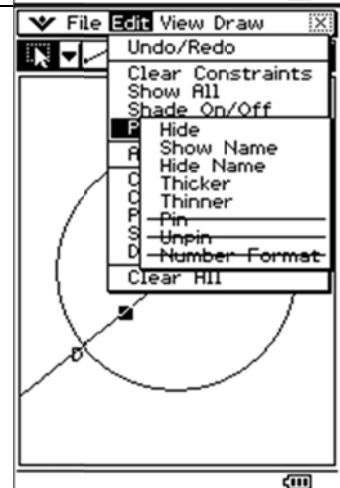 File Edit View Draw
Undo/Redo
Clear Constraints
Show All
Shade On/Off
P
Hide
Show Name
Hide Name
Thicker
Thinner
Pin
Unpin
Number Format
A
C
C
P
S
D
Clear All
D